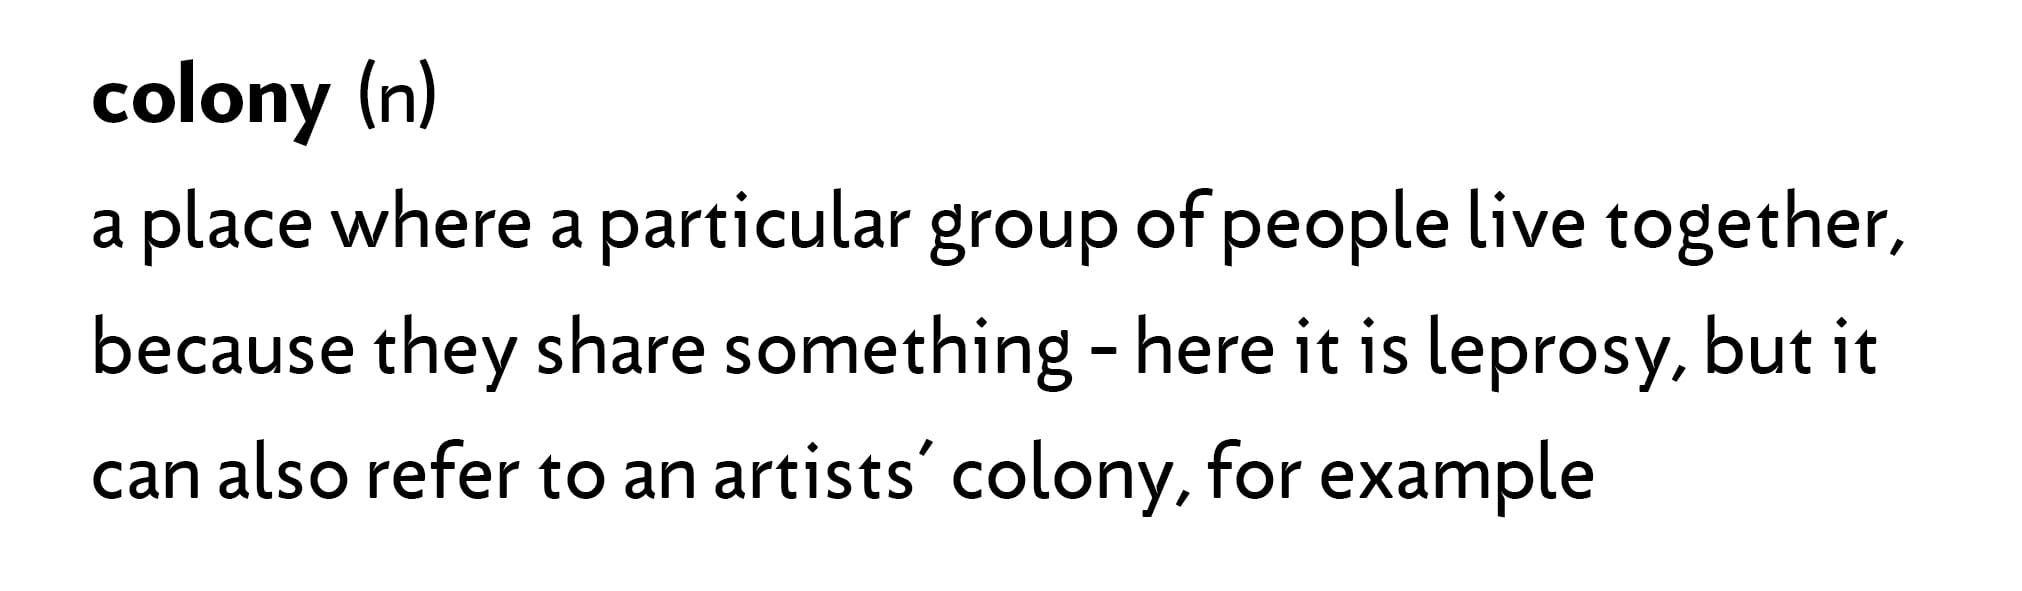 colony (n)
a place where a particular group of people live together,
because they share something – here it is leprosy, but it
can also refer to an artists´ colony, for example